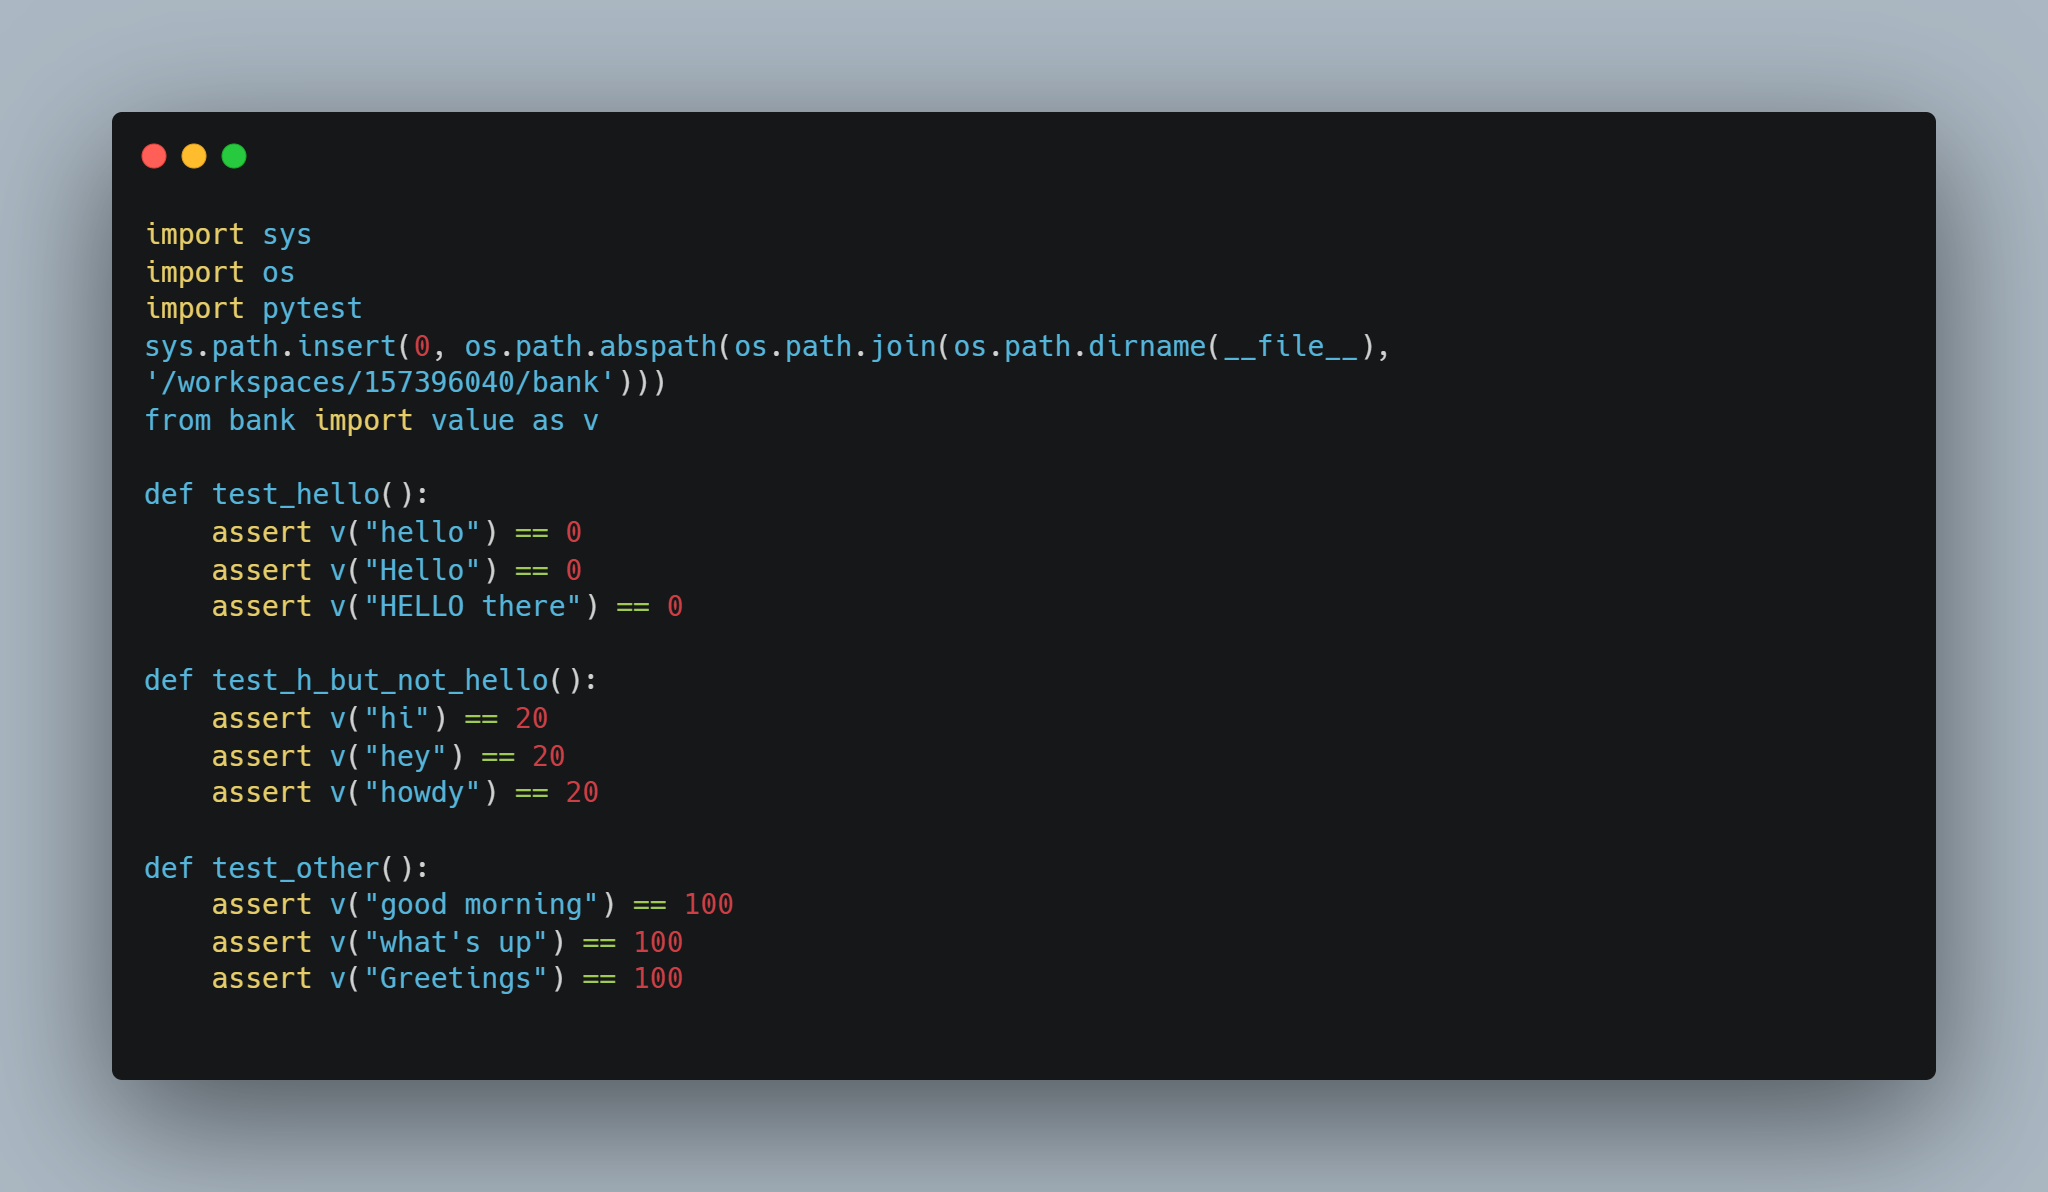 import sys
import os
import pytest
sys.path.insert(0, os.path.abspath(os.path.join(os.path.dirname(__file__),
'/workspaces/157396040/bank')))
from bank import value as v

def test_hello():
    assert v("hello") == 0
    assert v("Hello") == 0
    assert v("HELLO there") == 0

def test_h_but_not_hello():
    assert v("hi") == 20
    assert v("hey") == 20
    assert v("howdy") == 20

def test_other():
    assert v("good morning") == 100
    assert v("what's up") == 100
    assert v("Greetings") == 100